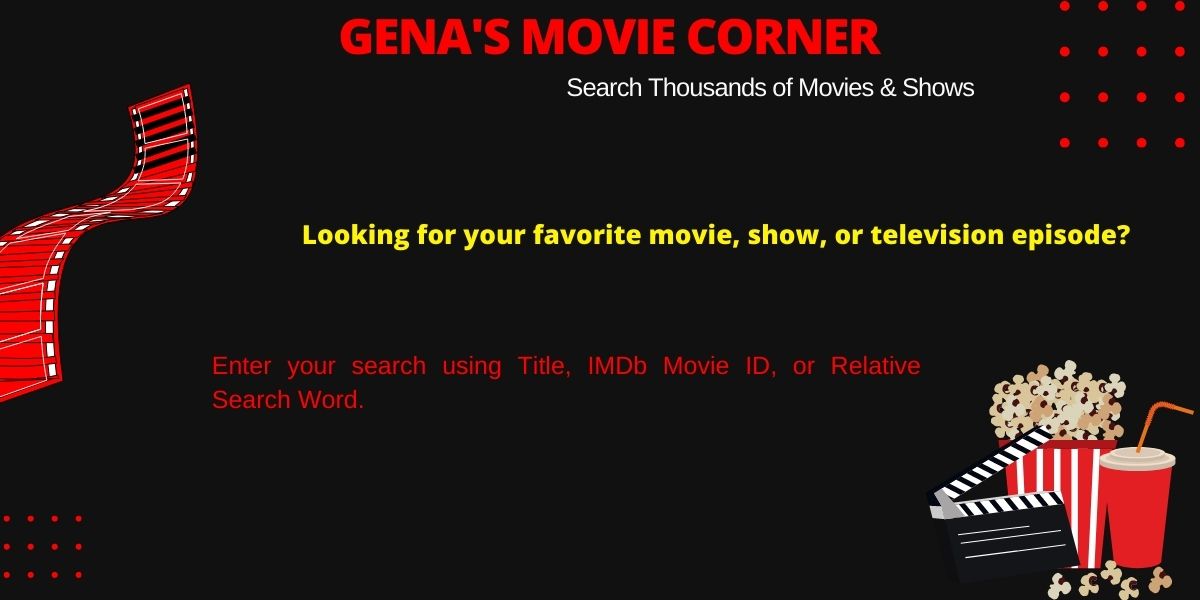 GENA'S MOVIE CORNER
Search Thousands of Movies & Shows
Looking for your favorite movie, show, or television episode?
Enter your search using Title, IMDb Movie ID, or Relative
Search Word.